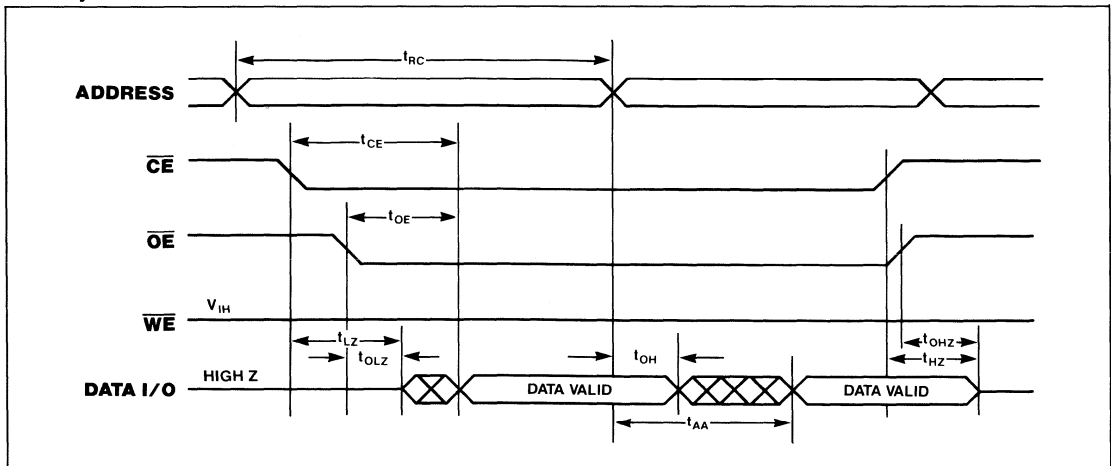 tRC
ADDRESS
tCE
CE
tOE
OE
VIH
WE
tLZ
tOHZ
tOLZ
tOH
tHZ
DATA I/O
HIGH Z
DATA VALID
DATA VALID
tAA